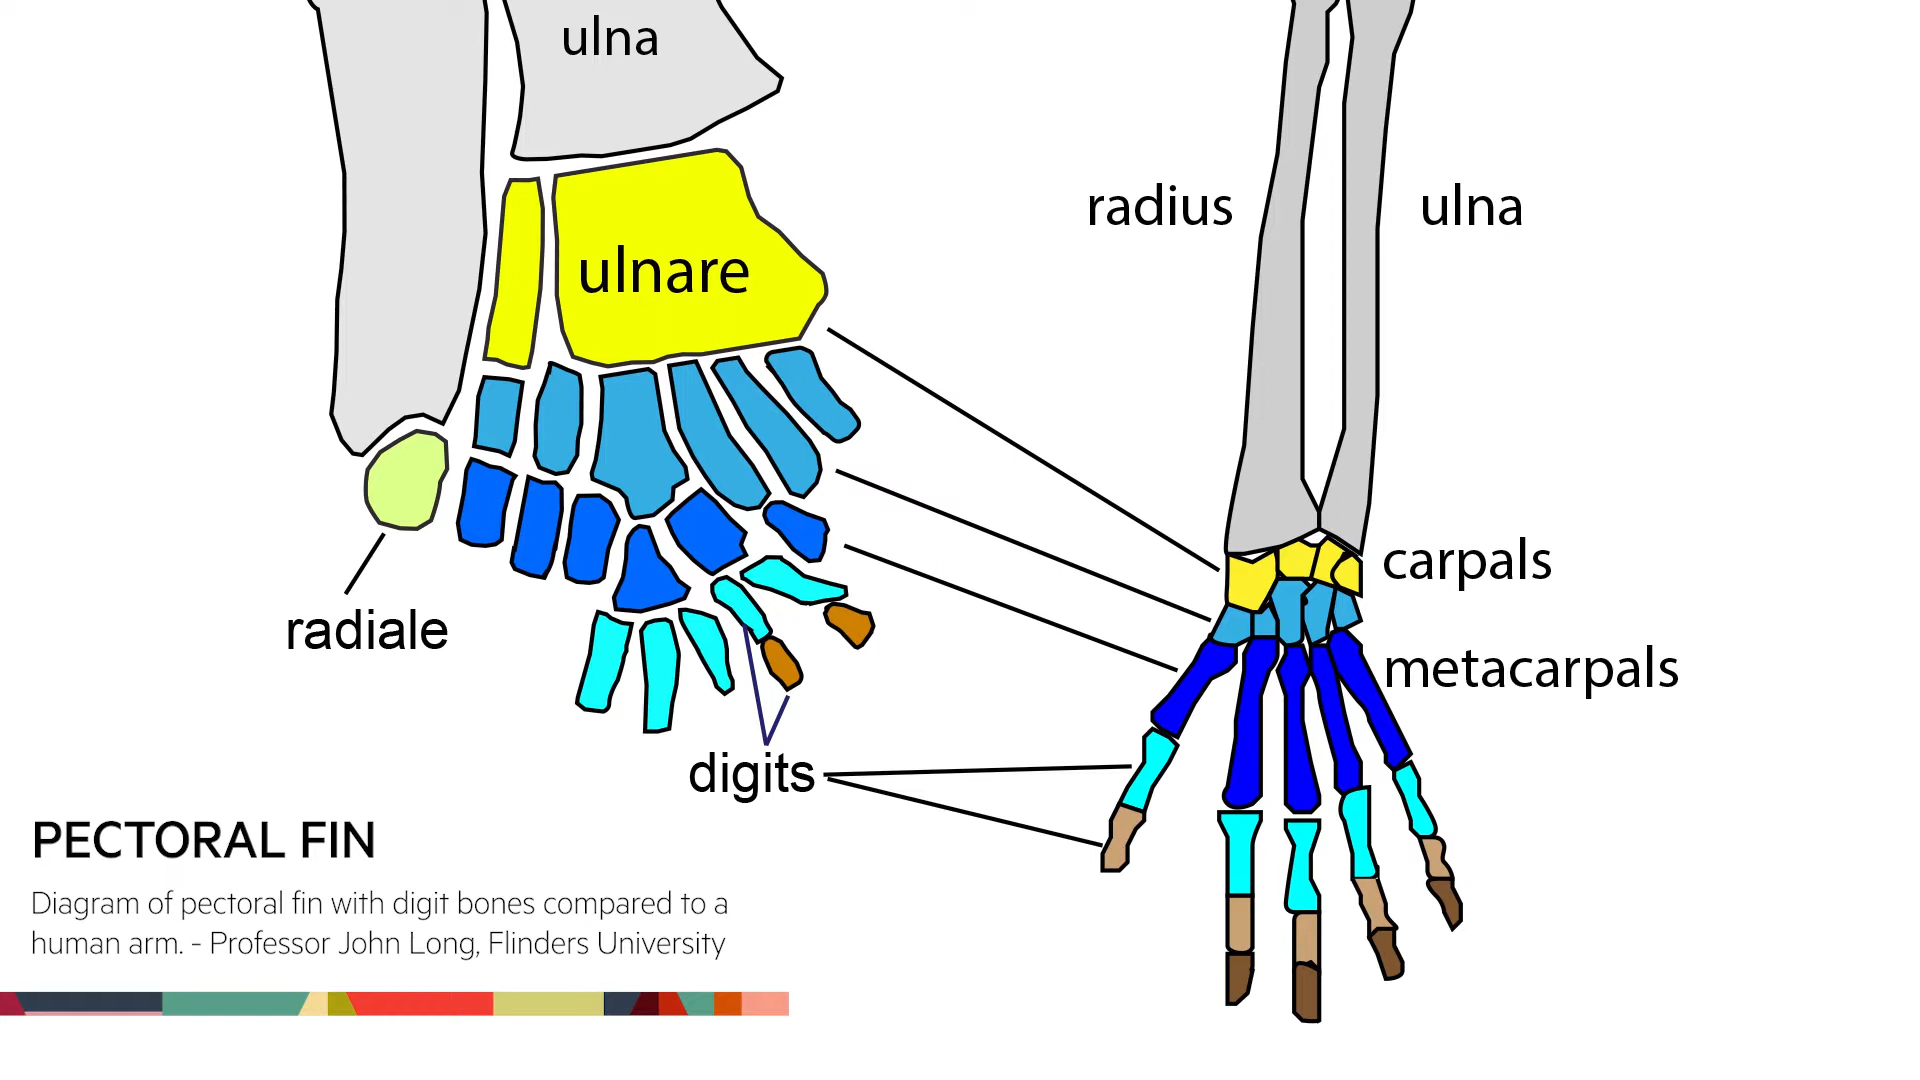 ulna
radius
ulna
ulnare
carpals
radiale
metacarpals
digits
PECTORAL FIN
Diagram of pectoral fin with digit bones compared to a
human arm. - Professor John Long, Flinders University